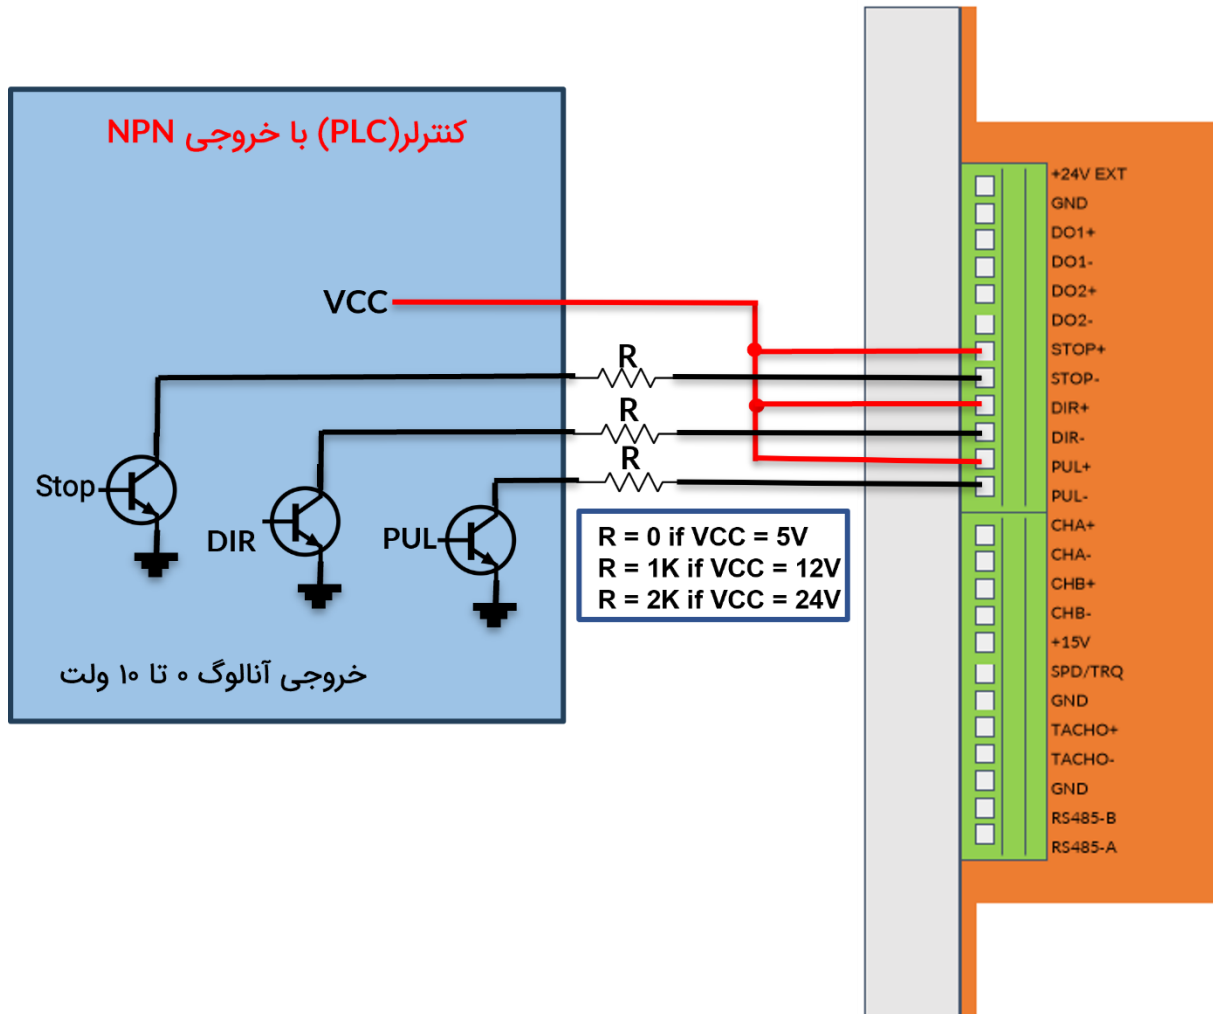 کنترلر(PLC) با خروجی NPN
VCC
R
R
R
Stop
DIR
PUL
R = 0 if VCC = 5V
R = 1K if VCC = 12V
R = 2K if VCC = 24V
خروجی آنالوگ ۰ تا ۱۰ ولت
+24V EXT
GND
DO1+
DO1-
DO2+
DO2-
STOP+
STOP-
DIR+
DIR-
PUL+
PUL-
CHA+
CHA-
CHB+
CHB-
+15V
SPD/TRQ
GND
TACHO+
TACHO-
GND
RS485-B
RS485-A